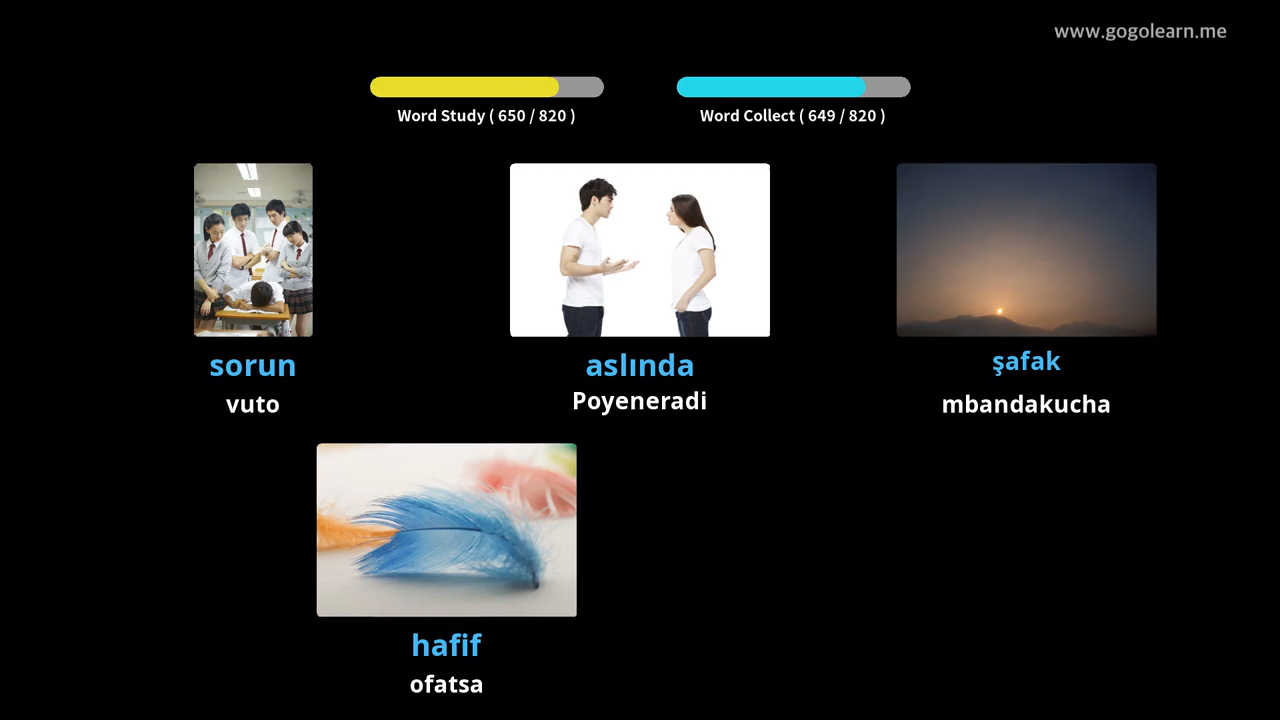 www.gogolearn.me
Word Study ( 650 / 820 )
Word Collect ( 649 / 820 )
sorun
vuto
aslında
Poyeneradi
şafak
mbandakucha
hafif
ofatsa